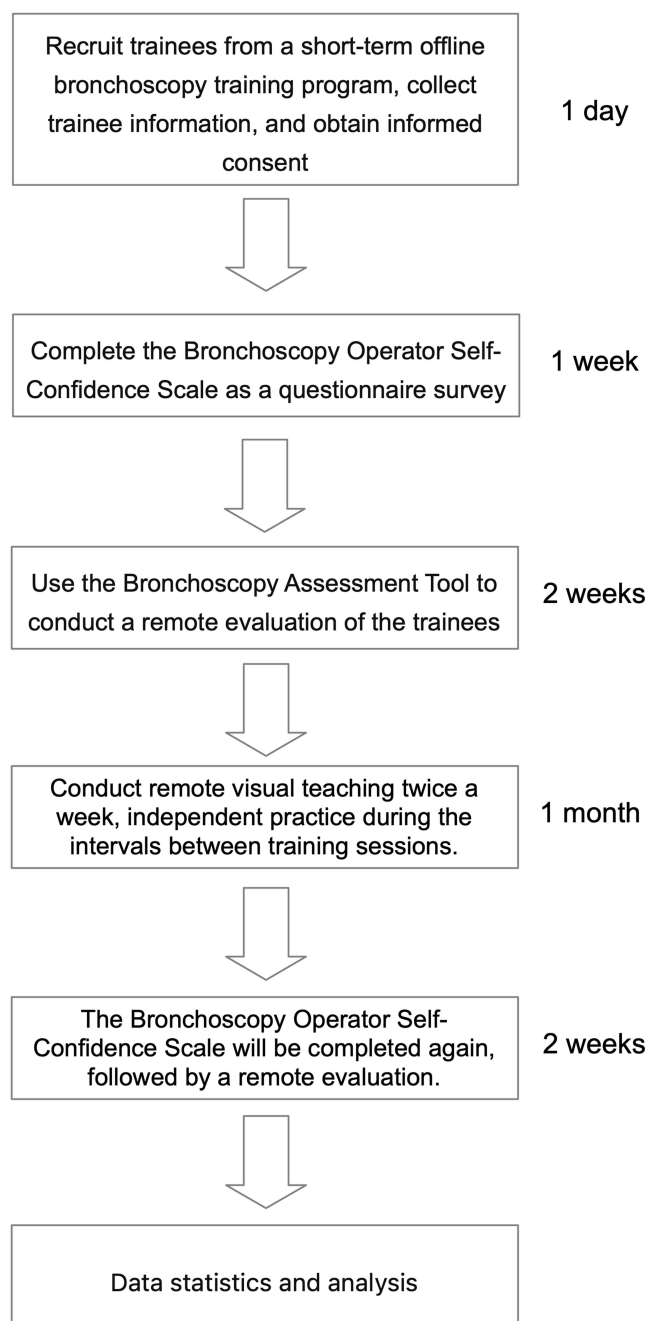 Recruit trainees from a short-term offline
bronchoscopy training program, collect
trainee information, and obtain informed
consent
1 day
Complete the Bronchoscopy Operator Self-
Confidence Scale as a questionnaire survey
1 week
Use the Bronchoscopy Assessment Tool to
conduct a remote evaluation of the trainees
2 weeks
Conduct remote visual teaching twice a
week, independent practice during the
intervals between training sessions.
1 month
The Bronchoscopy Operator Self-
Confidence Scale will be completed again,
followed by a remote evaluation.
2 weeks
Data statistics and analysis